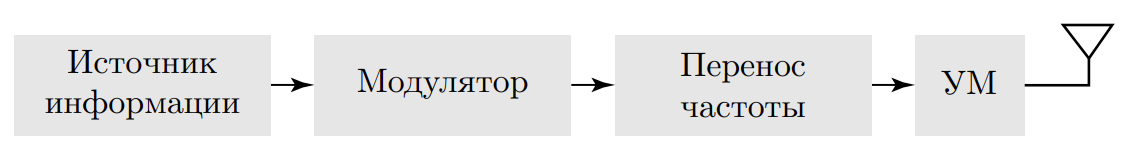 Источник
информации
Модулятор
Перенос
частоты
УМ